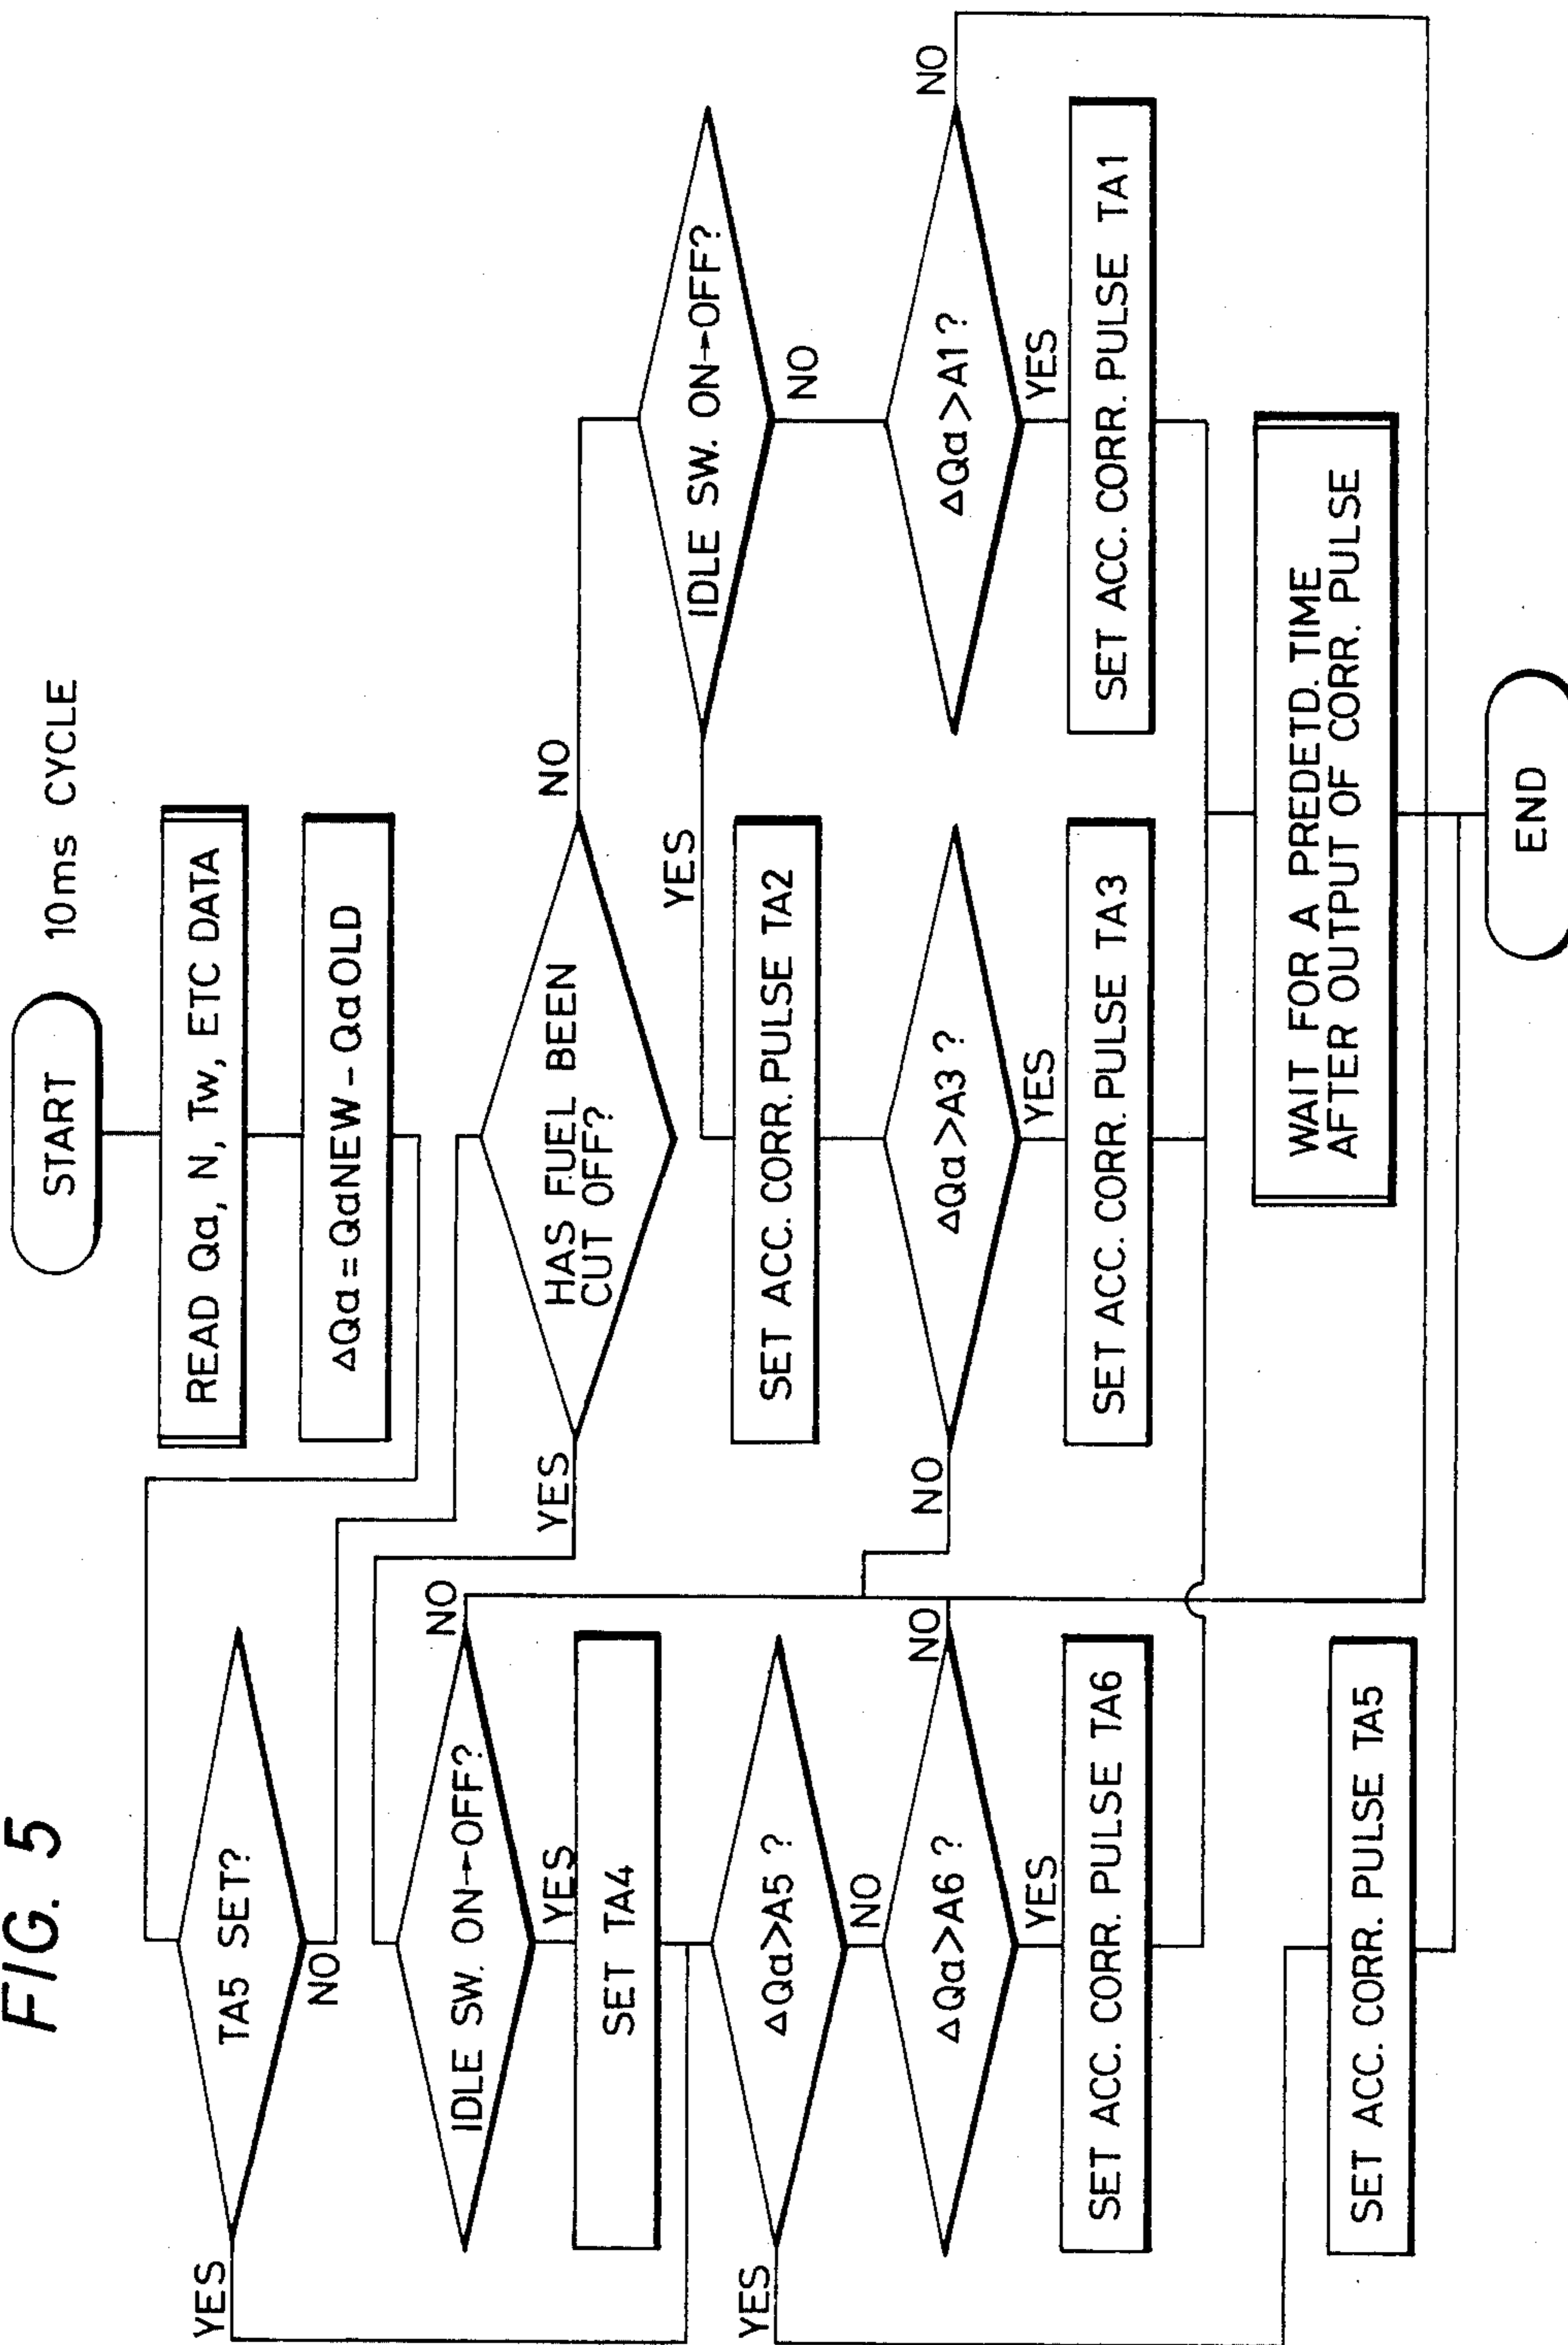 FIG. 5
START
10ms CYCLE
READ Qa, N, Tw, ETC DATA
ΔQa = QaNEW - QaOLD
TA5 SET?
YES
NO
HAS FUEL BEEN
CUT OFF?
YES
NO
IDLE SW. ON→OFF?
NO
YES
SET TA4
IDLE SW. ON→OFF?
YES
NO
SET ACC. CORR. PULSE TA2
ΔQa>A5 ?
YES
NO
ΔQa>A6 ?
NO
YES
ΔQa>A3 ?
NO
YES
ΔQa>A1 ?
NO
YES
SET ACC. CORR. PULSE TA6
SET ACC. CORR. PULSE TA3
SET ACC. CORR. PULSE TA1
WAIT FOR A PREDETD. TIME
AFTER OUTPUT OF CORR. PULSE
SET ACC. CORR. PULSE TA5
END